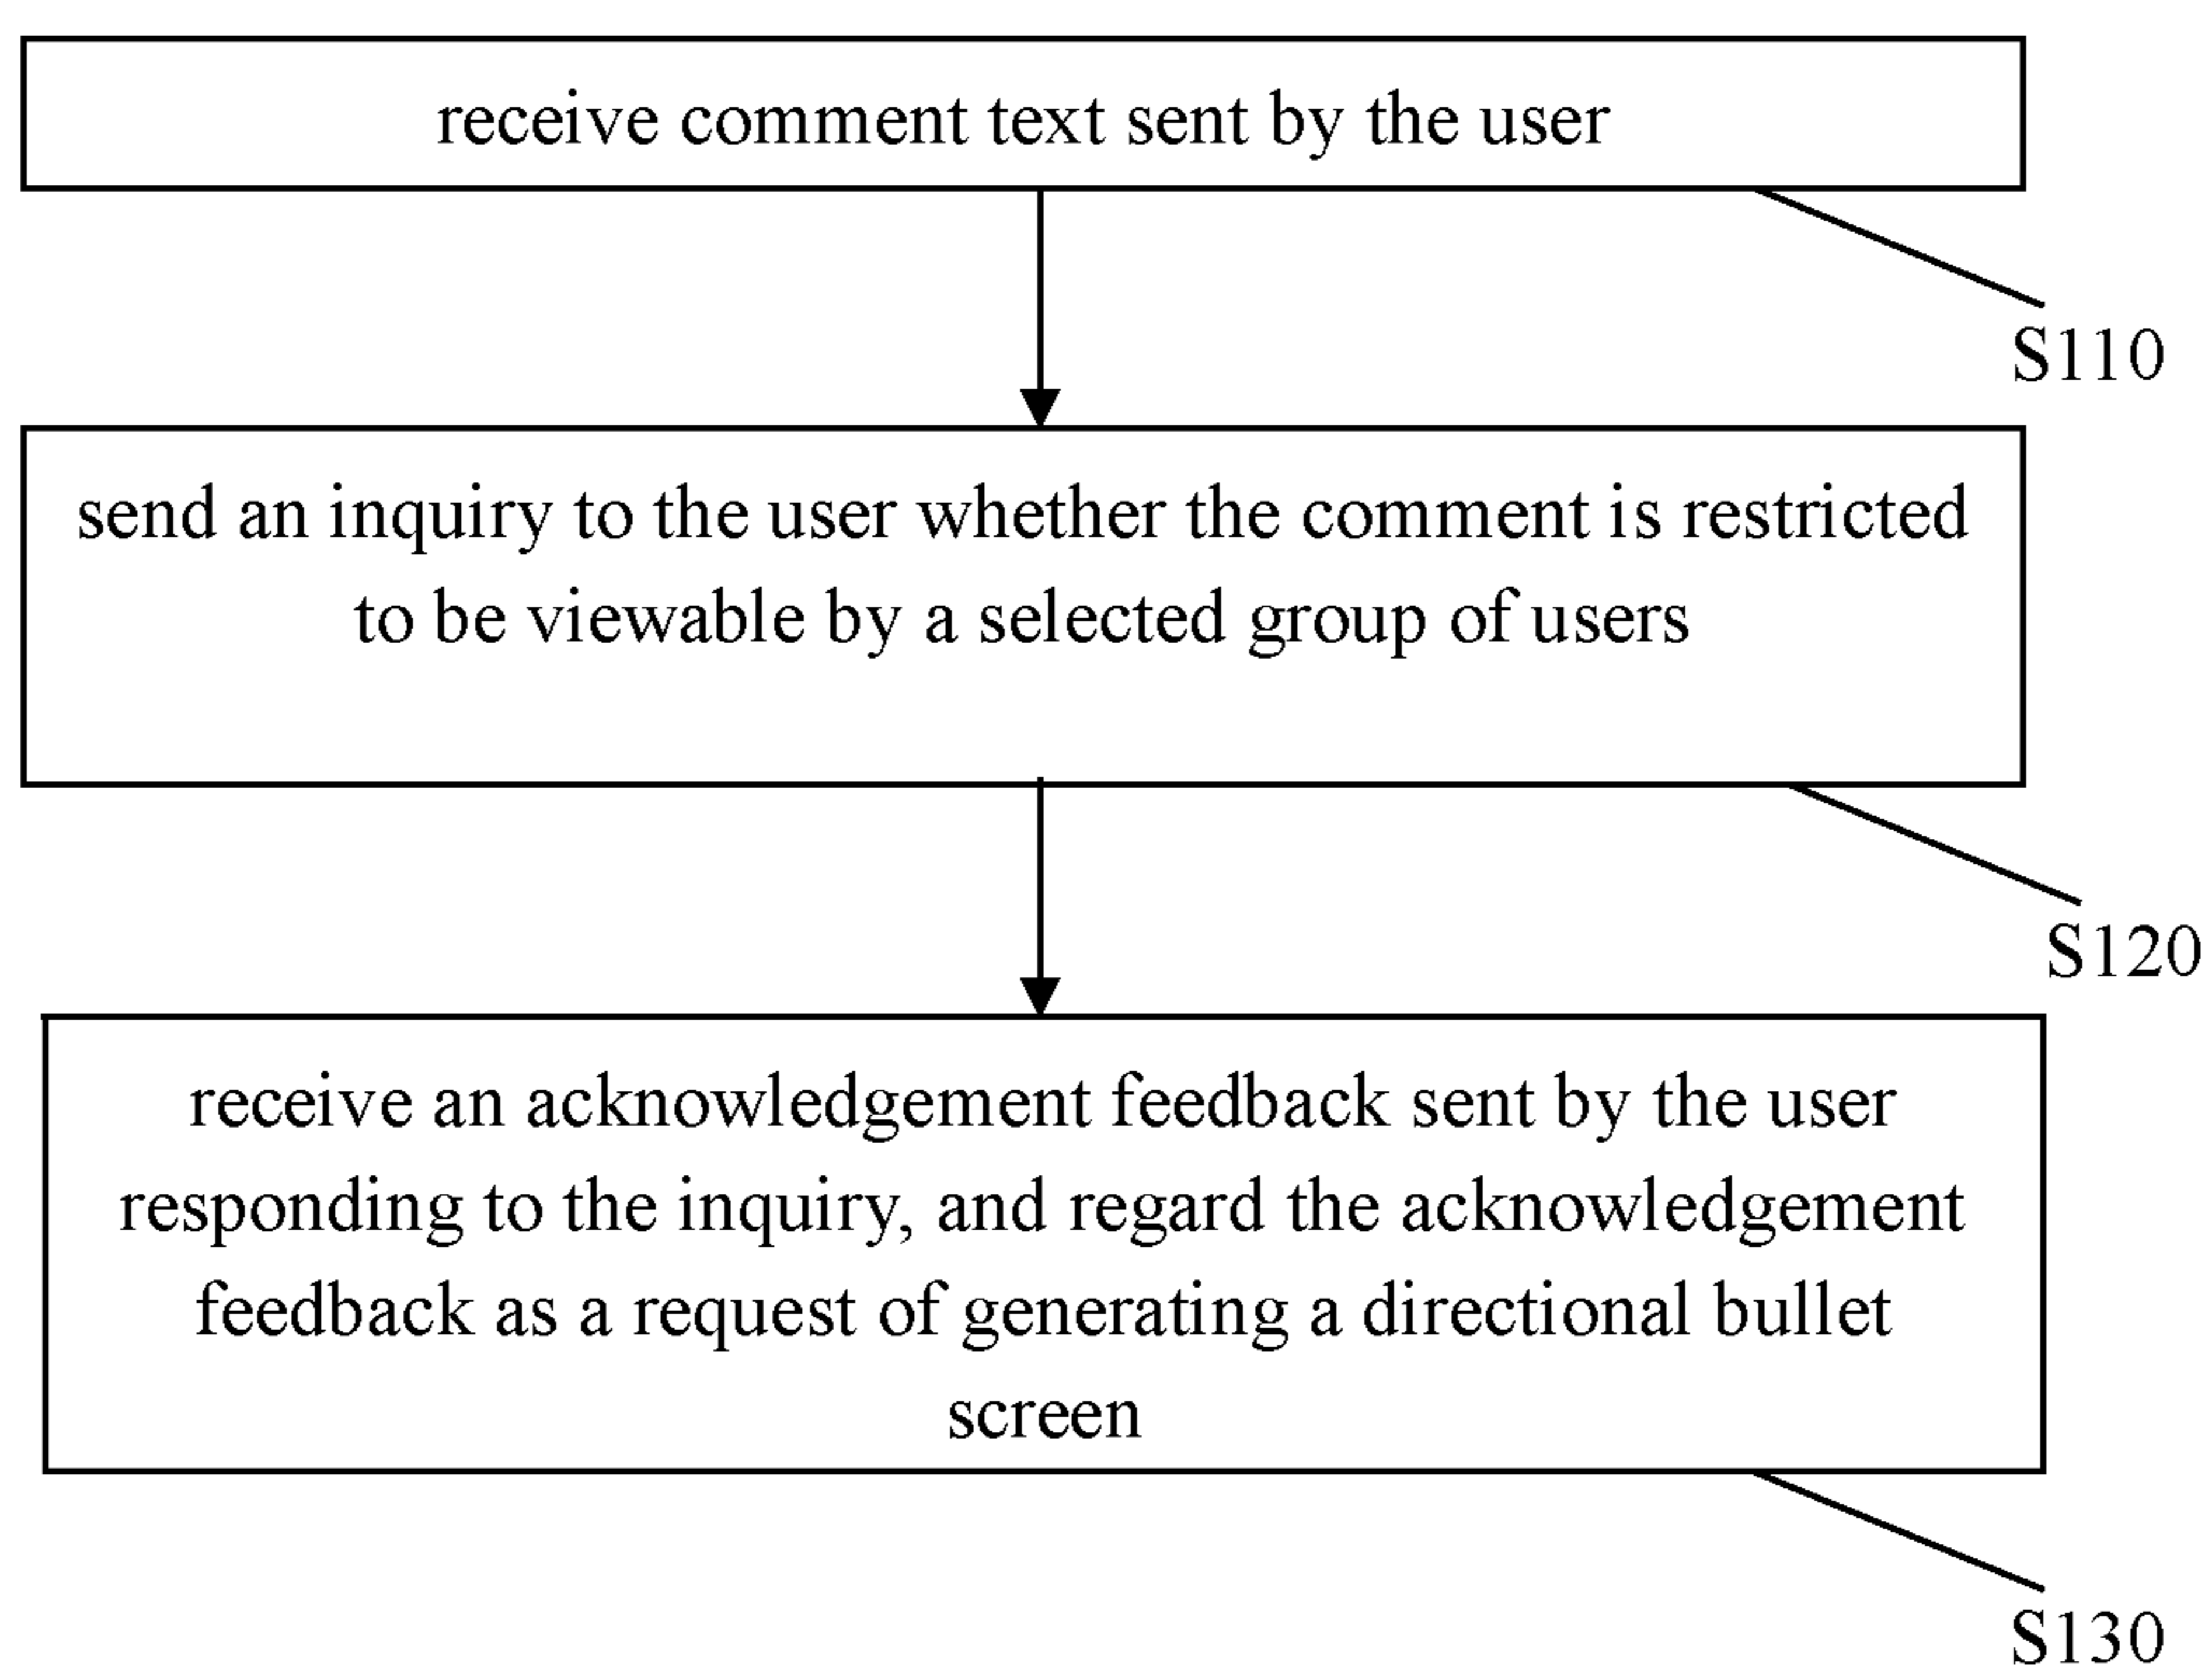 receive comment text sent by the user
S110
send an inquiry to the user whether the comment is restricted
to be viewable by a selected group of users
S120
receive an acknowledgement feedback sent by the user
responding to the inquiry, and regard the acknowledgement
feedback as a request of generating a directional bullet
screen
S130